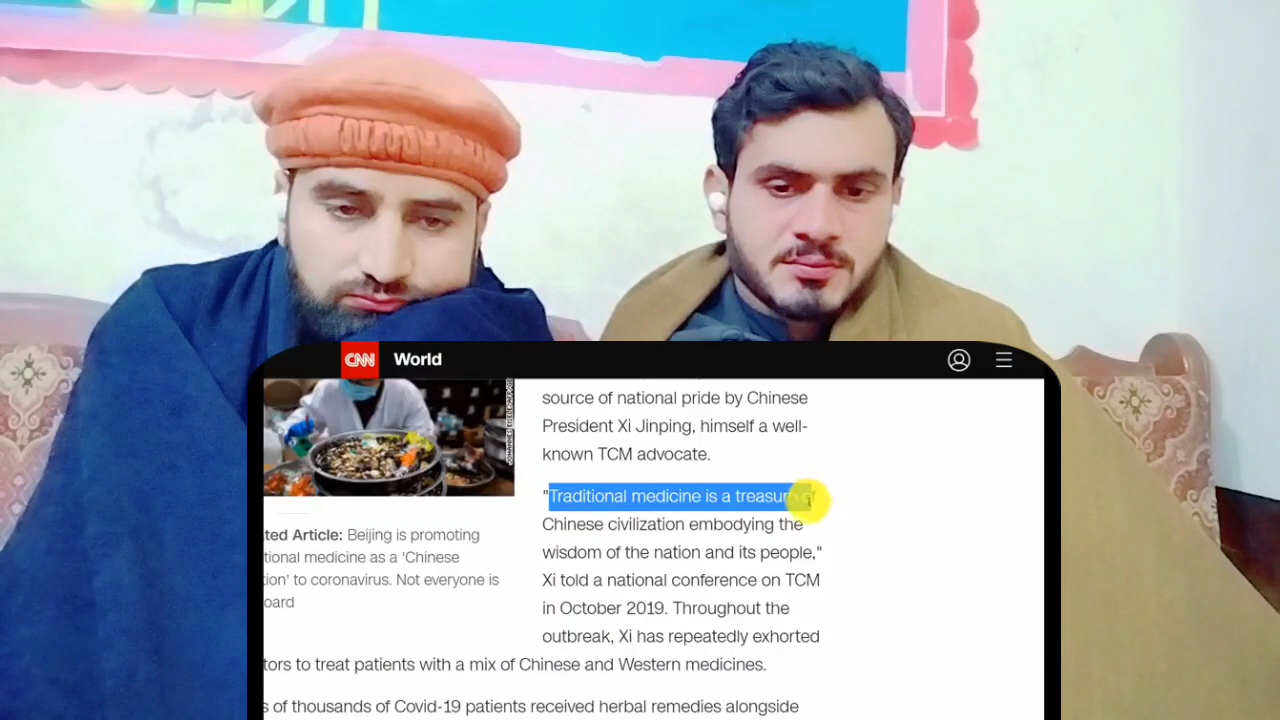 CNN World
source of national pride by Chinese
President Xi Jinping, himself a well-
known TCM advocate.
"Traditional medicine is a treasure of
Chinese civilization embodying the
wisdom of the nation and its people,"
Xi told a national conference on TCM
in October 2019. Throughout the
outbreak, Xi has repeatedly exhorted
tors to treat patients with a mix of Chinese and Western medicines.
s of thousands of Covid-19 patients received herbal remedies alongside
ted Article: Beijing is promoting
tional medicine as a 'Chinese
ion' to coronavirus. Not everyone is
oard